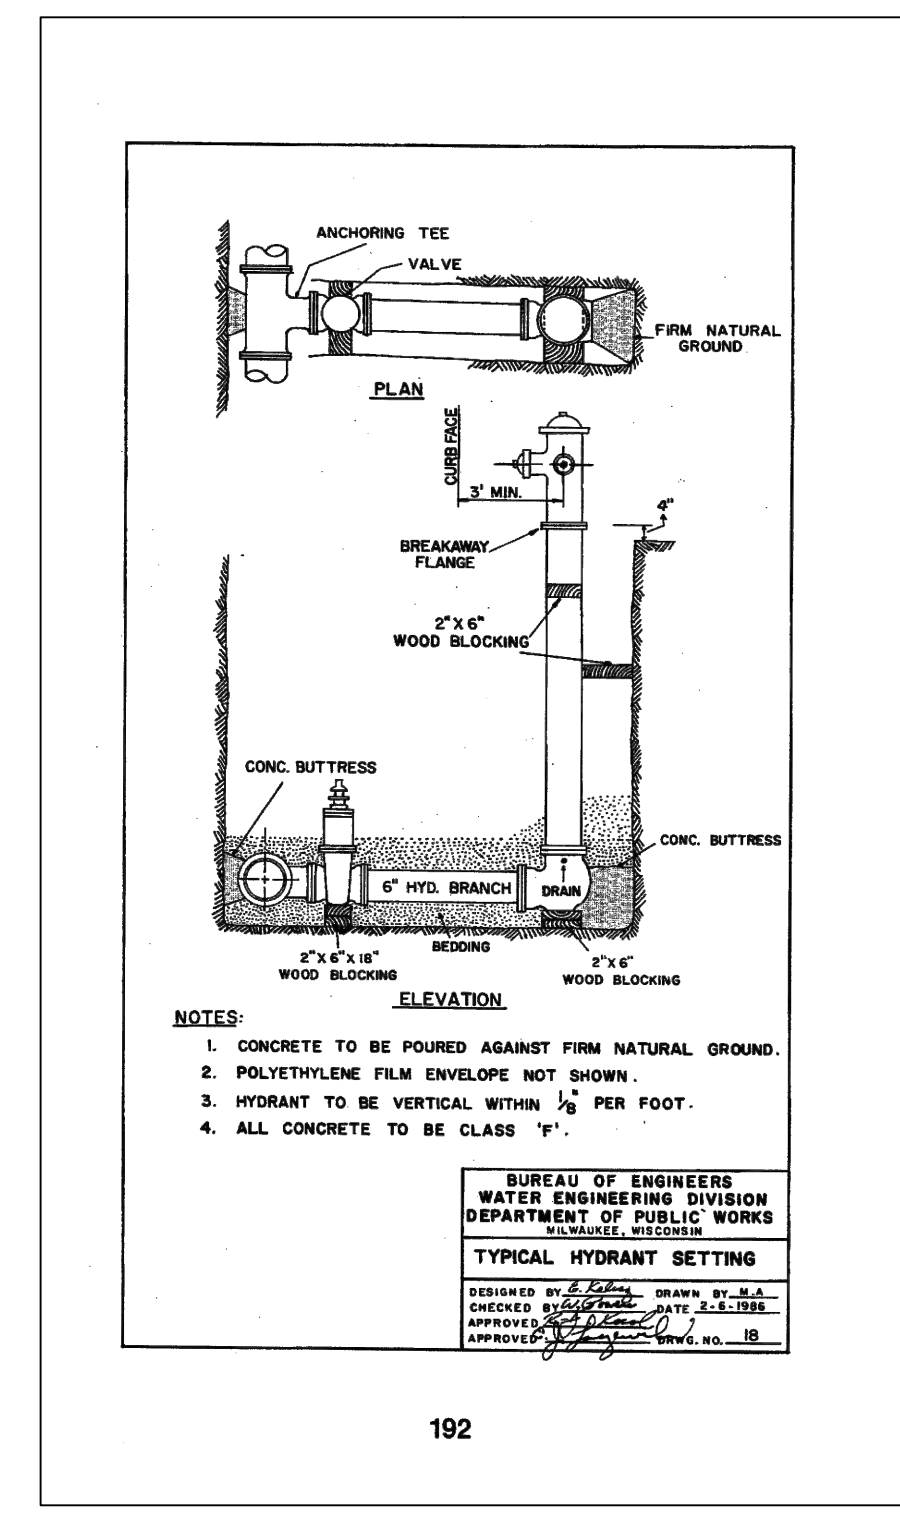 ANCHORING TEE
VALVE
FIRM NATURAL
GROUND
PLAN
CURB FACE
3' MIN.
4"
BREAKAWAY
FLANGE
2" X 6"
WOOD BLOCKING
CONC. BUTTRESS
CONC. BUTTRESS
6" HYD. BRANCH
DRAIN
BEDDING
2" X 6" X 18"
WOOD BLOCKING
2" X 6"
WOOD BLOCKING
ELEVATION
NOTES:
1. CONCRETE TO BE POURED AGAINST FIRM NATURAL GROUND.
2. POLYETHYLENE FILM ENVELOPE NOT SHOWN.
3. HYDRANT TO BE VERTICAL WITHIN 1/8" PER FOOT.
4. ALL CONCRETE TO BE CLASS 'F'.
BUREAU OF ENGINEERS
WATER ENGINEERING DIVISION
DEPARTMENT OF PUBLIC WORKS
MILWAUKEE, WISCONSIN
TYPICAL HYDRANT SETTING
DESIGNED BY E. DRAWN BY M.A
CHECKED BY W. DATE 2-6-1986
APPROVED
APPROVED DRWG. NO. 18
192